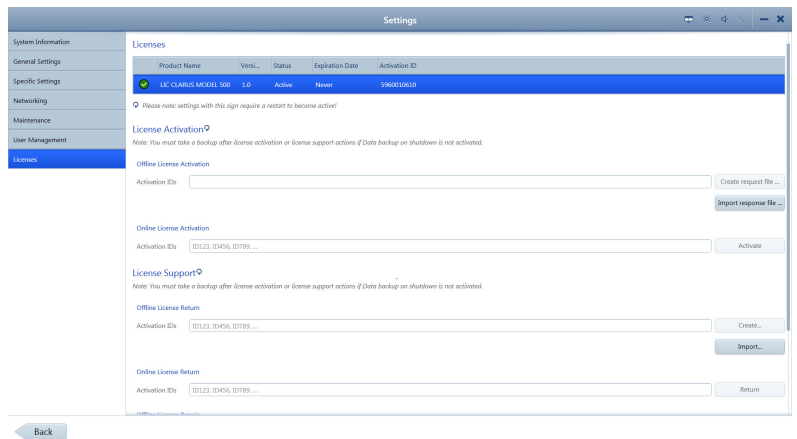 Settings
System Information
General Settings
Specific Settings
Networking
Maintenance
User Management
Licenses
Licenses
Product Name Versi... Status Expiration Date Activation ID
LIC CLARUS MODEL 500 1.0 Active Never 5960010610
Please note: settings with this sign require a restart to become active!
License Activation
Note: You must take a backup after license activation or license support actions if Data backup on shutdown is not activated.
Offline License Activation
Activation IDs Create request file ...
Import response file ...
Online License Activation
Activation IDs ID123, ID456, ID789, ... Activate
License Support
Note: You must take a backup after license activation or license support actions if Data backup on shutdown is not activated.
Offline License Return
Activation IDs ID123, ID456, ID789, ... Create...
Import...
Online License Return
Activation IDs ID123, ID456, ID789, ... Return
Back